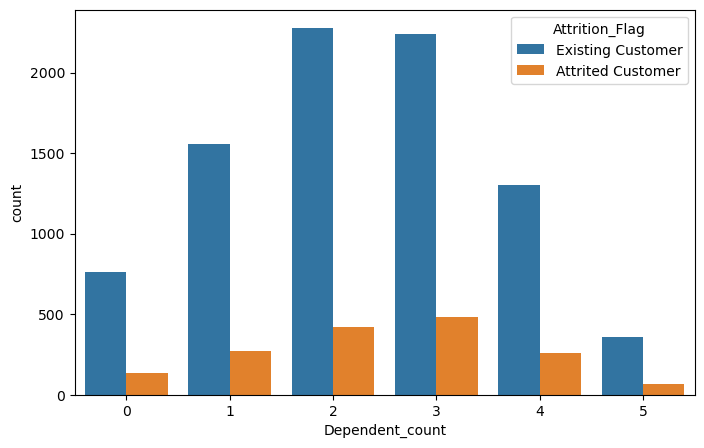 Attrition_Flag
Existing Customer
Attrited Customer
2000
1500
1000
500
0
count
0 1 2 3 4 5
Dependent_count